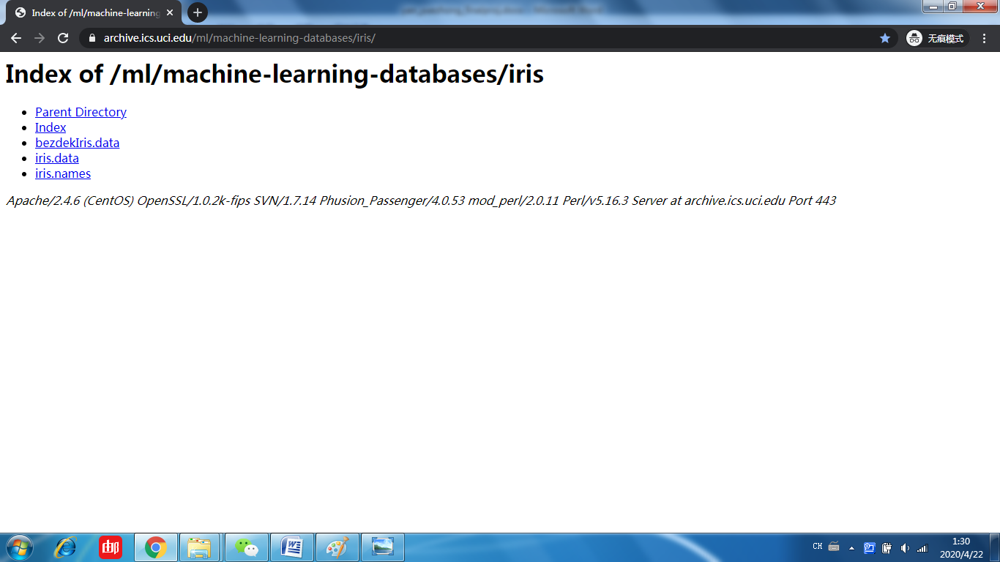 Index of /ml/machine-learning
archive.ics.uci.edu/ml/machine-learning-databases/iris/
无痕模式
Index of /ml/machine-learning-databases/iris
Parent Directory
Index
bezdekIris.data
iris.data
iris.names
Apache/2.4.6 (CentOS) OpenSSL/1.0.2k-fips SVN/1.7.14 Phusion_Passenger/4.0.53 mod_perl/2.0.11 Perl/v5.16.3 Server at archive.ics.uci.edu Port 443
CH
1:30
2020/4/22